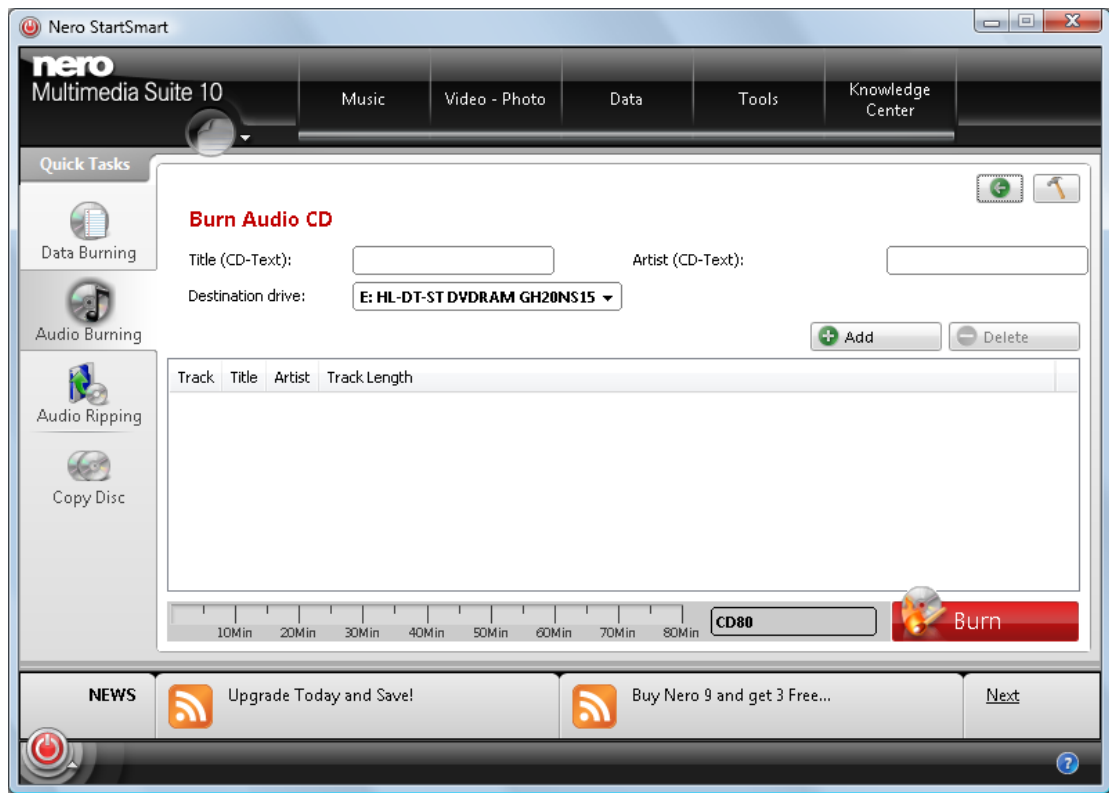 Nero StartSmart
nero
Multimedia Suite 10
Music
Video - Photo
Data
Tools
Knowledge
Center
Quick Tasks
Data Burning
Audio Burning
Audio Ripping
Copy Disc
Burn Audio CD
Title (CD-Text):
Artist (CD-Text):
Destination drive:
E: HL-DT-ST DVDRAM GH20NS15
Add
Delete
Track Title Artist Track Length
10Min 20Min 30Min 40Min 50Min 60Min 70Min 80Min
CD80
Burn
NEWS
Upgrade Today and Save!
Buy Nero 9 and get 3 Free...
Next
?